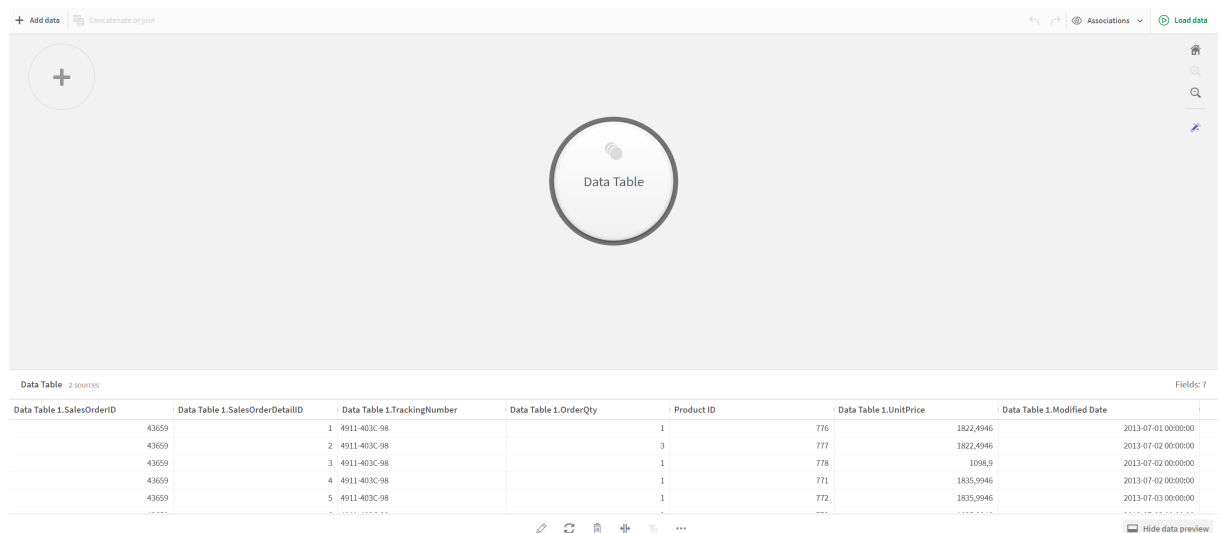 Add data Concatenate or join Associations Load data
Data Table
Data Table 2 sources Fields: 7
Data Table 1.SalesOrderID Data Table 1.SalesOrderDetailID Data Table 1.TrackingNumber Data Table 1.OrderQty Product ID Data Table 1.UnitPrice Data Table 1.Modified Date
43659 1 4911-403C-98 1 776 1822,4946 2013-07-01 00:00:00
43659 2 4911-403C-98 3 777 1822,4946 2013-07-02 00:00:00
43659 3 4911-403C-98 1 778 1098,9 2013-07-02 00:00:00
43659 4 4911-403C-98 1 771 1835,9946 2013-07-02 00:00:00
43659 5 4911-403C-98 1 772 1835,9946 2013-07-03 00:00:00
Hide data preview